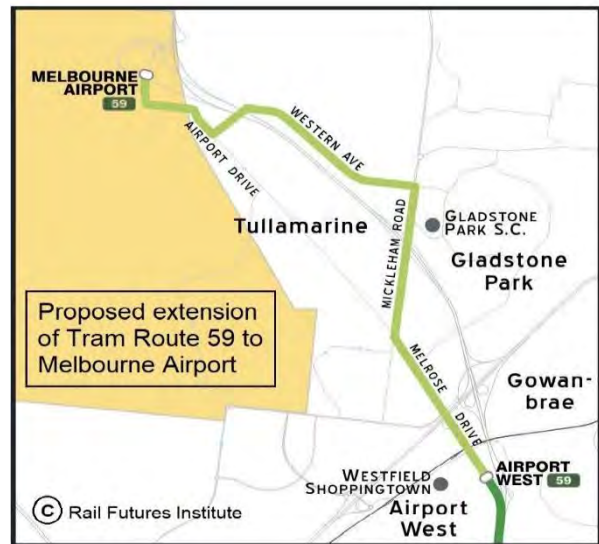 MELBOURNE
AIRPORT
59
WESTERN AVE
AIRPORT DRIVE
Tullamarine
MICKLEHAM ROAD
GLADSTONE
PARK S.C.
Gladstone
Park
Proposed extension
of Tram Route 59 to
Melbourne Airport
MELROSE DRIVE
Gowan-
brae
WESTFIELD
SHOPPINGTOWN
AIRPORT
WEST 59
Airport
West
© Rail Futures Institute